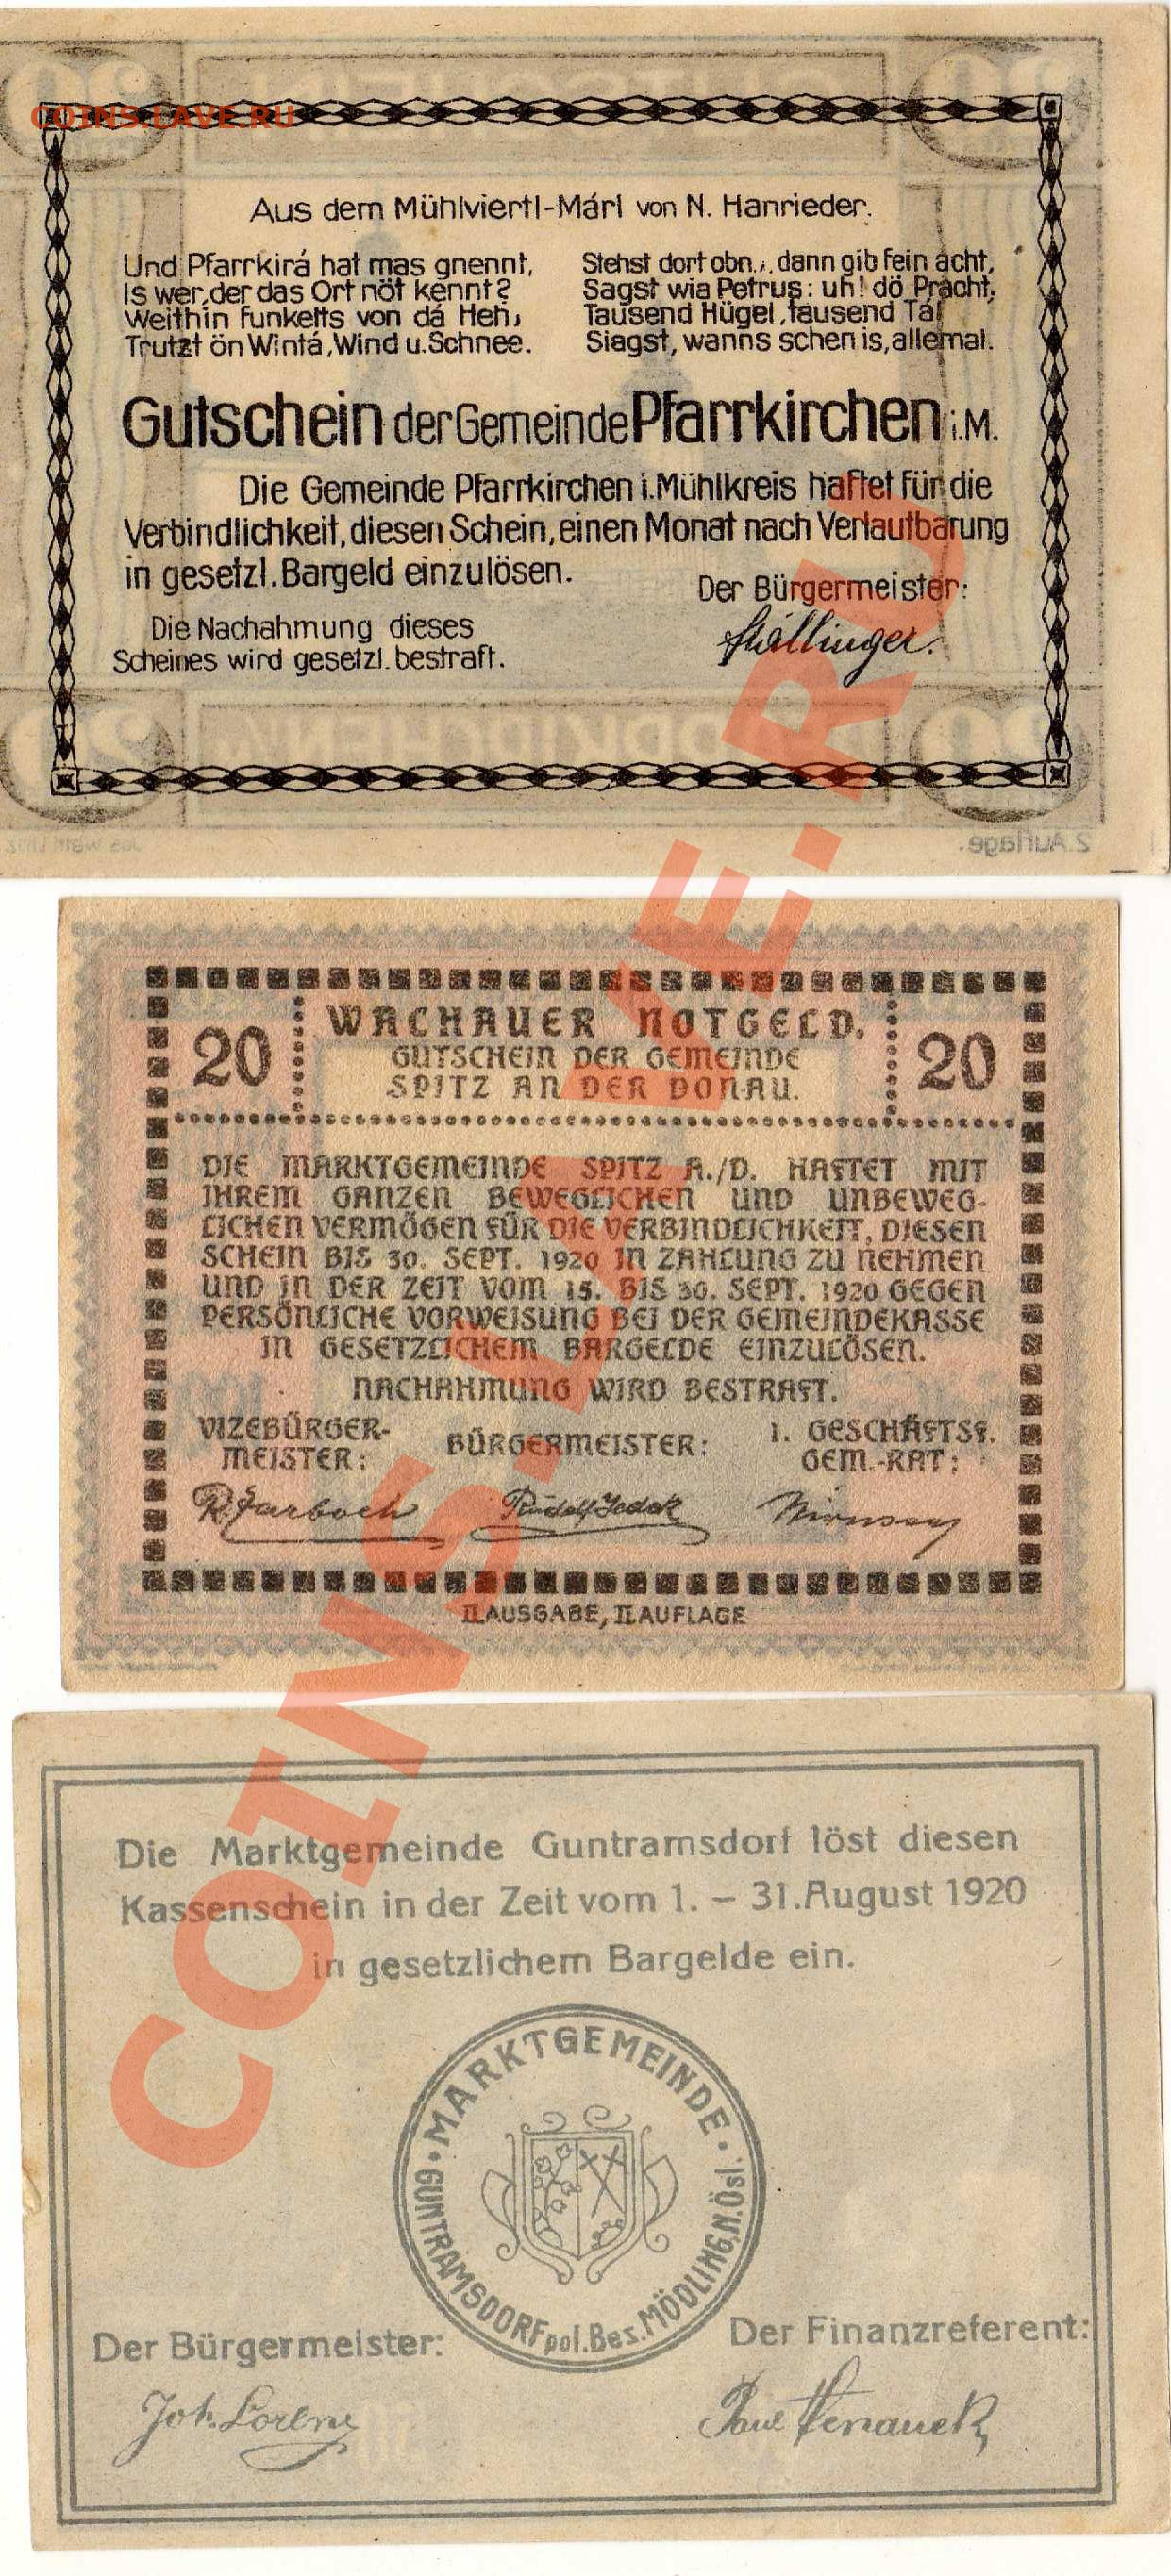 COINS.LAVE.RU
Aus dem Mühlviertl-Márl von N. Hanrieder.
Und Pfarrkirá hat mas gnennt,
Is wer, der das Ort nöt kennt?
Weithin funkelts von dá Heh,
Trutzt ön Wintá, Wind u. Schnee.
Stehst dort obn., dann gib fein ácht,
Sagst wia Petrus: uh! dö Prácht,
Tausend Hügel, tausend Tál
Siagst, wanns schen is, allemal.
Gutschein der Gemeinde Pfarrkirchen i.M.
Die Gemeinde Pfarrkirchen i. Mühlkreis haftet für die
Verbindlichkeit, diesen Schein, einen Monat nach Verlautbarung
in gesetzl. Bargeld einzulösen.
Der Bürgermeister:
Die Nachahmung dieses
Scheines wird gesetzl. bestraft.
2. Auflage.
WACHAUER NOTGELD.
20
GUTSCHEIN DER GEMEINDE
20
SPITZ AN DER DONAU.
DIE MARKTGEMEINDE SPITZ A./D. HAFTET MIT
IHREM GANZEN BEWEGLICHEN UND UNBEWEG-
LICHEN VERMÖGEN FÜR DIE VERBINDLICHKEIT, DIESEN
SCHEIN BIS 30. SEPT. 1920 IN ZAHLUNG ZU NEHMEN
UND IN DER ZEIT VOM 15. BIS 30. SEPT. 1920 GEGEN
PERSÖNLICHE VORWEISUNG BEI DER GEMEINDEKASSE
IN GESETZLICHEM BARGELDE EINZULÖSEN.
NACHAHMUNG WIRD BESTRAFT.
VIZEBÜRGER-
MEISTER:
BÜRGERMEISTER:
1. GESCHÄFTSF.
GEM.-RAT:
II. AUSGABE, II. AUFLAGE
Die Marktgemeinde Guntramsdorf löst diesen
Kassenschein in der Zeit vom 1. – 31. August 1920
in gesetzlichem Bargelde ein.
MARKTGEMEINDE
GUNTRAMSDORF pol. Bez. MÖDLING, N. Öst.
Der Bürgermeister:
Der Finanzreferent:
Joh. Lorenz
COINS.LAVE.RU